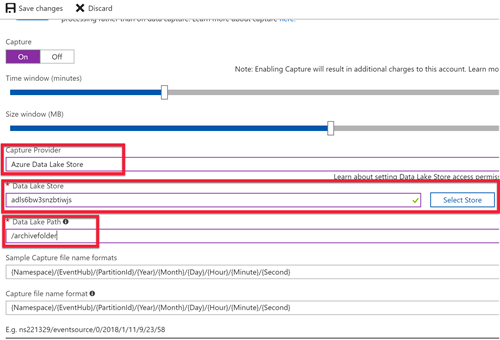 Save changes Discard
processing rather than on data capture. Learn more about capture here.
Capture
On Off
Note: Enabling Capture will result in additional charges to this account. Learn mo
Time window (minutes)
Size window (MB)
Capture Provider
Azure Data Lake Store
Learn about setting Data Lake Store access permis
* Data Lake Store
adls6bw3snzbtiwjs Select Store
* Data Lake Path
/archivefolder
Sample Capture file name formats
{Namespace}/{EventHub}/{PartitionId}/{Year}/{Month}/{Day}/{Hour}/{Minute}/{Second}
Capture file name format
{Namespace}/{EventHub}/{PartitionId}/{Year}/{Month}/{Day}/{Hour}/{Minute}/{Second}
E.g. ns221329/eventsource/0/2018/1/11/9/23/58